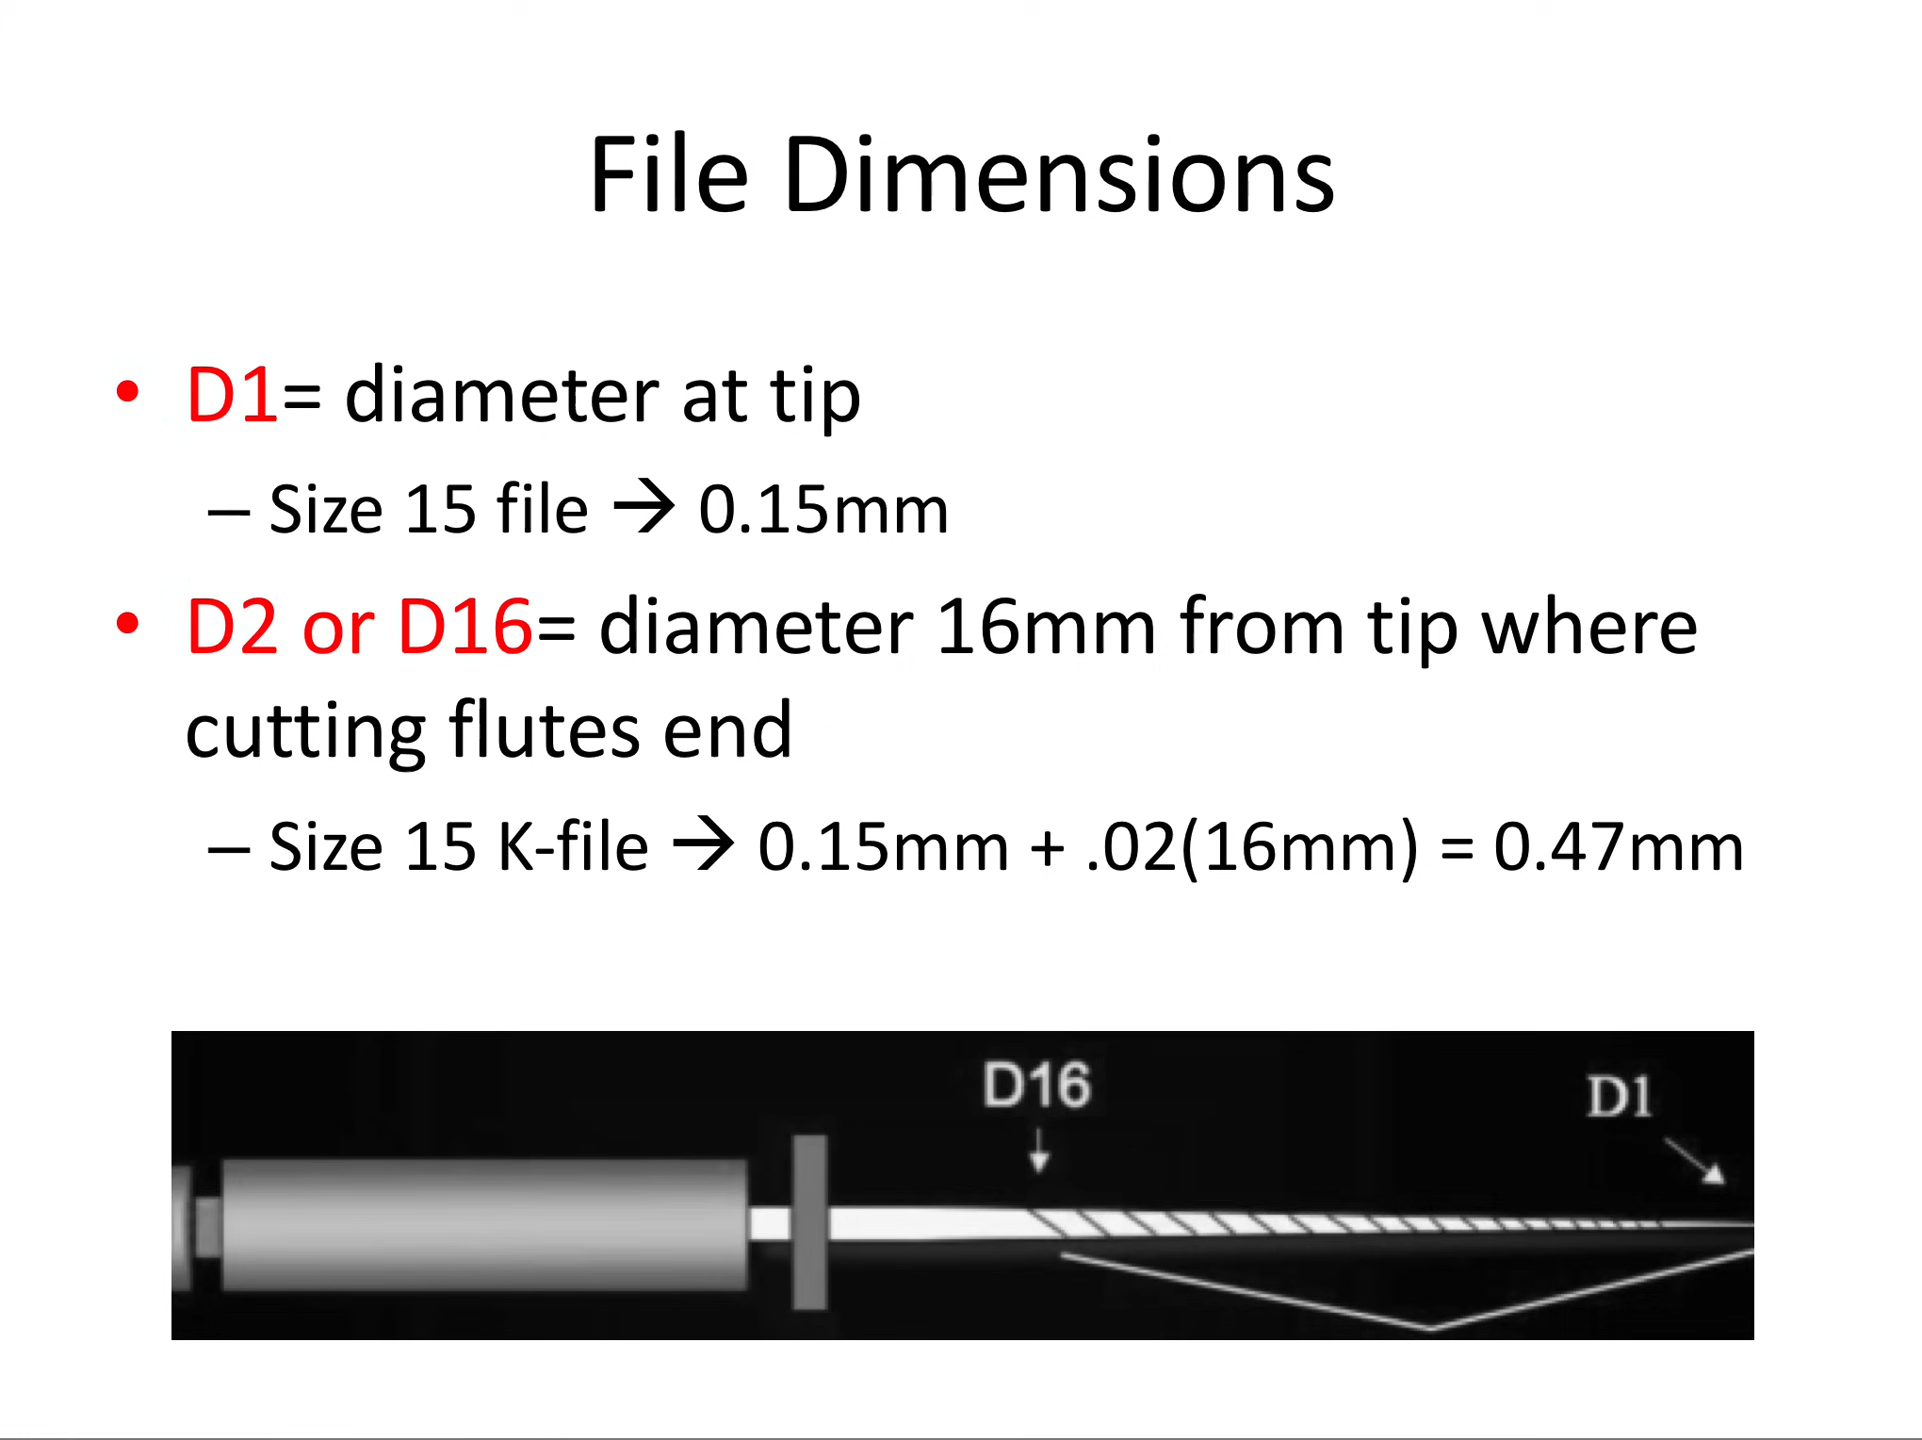 File Dimensions
• D1= diameter at tip
– Size 15 file → 0.15mm
• D2 or D16= diameter 16mm from tip where
cutting flutes end
– Size 15 K-file → 0.15mm + .02(16mm) = 0.47mm
D16
D1